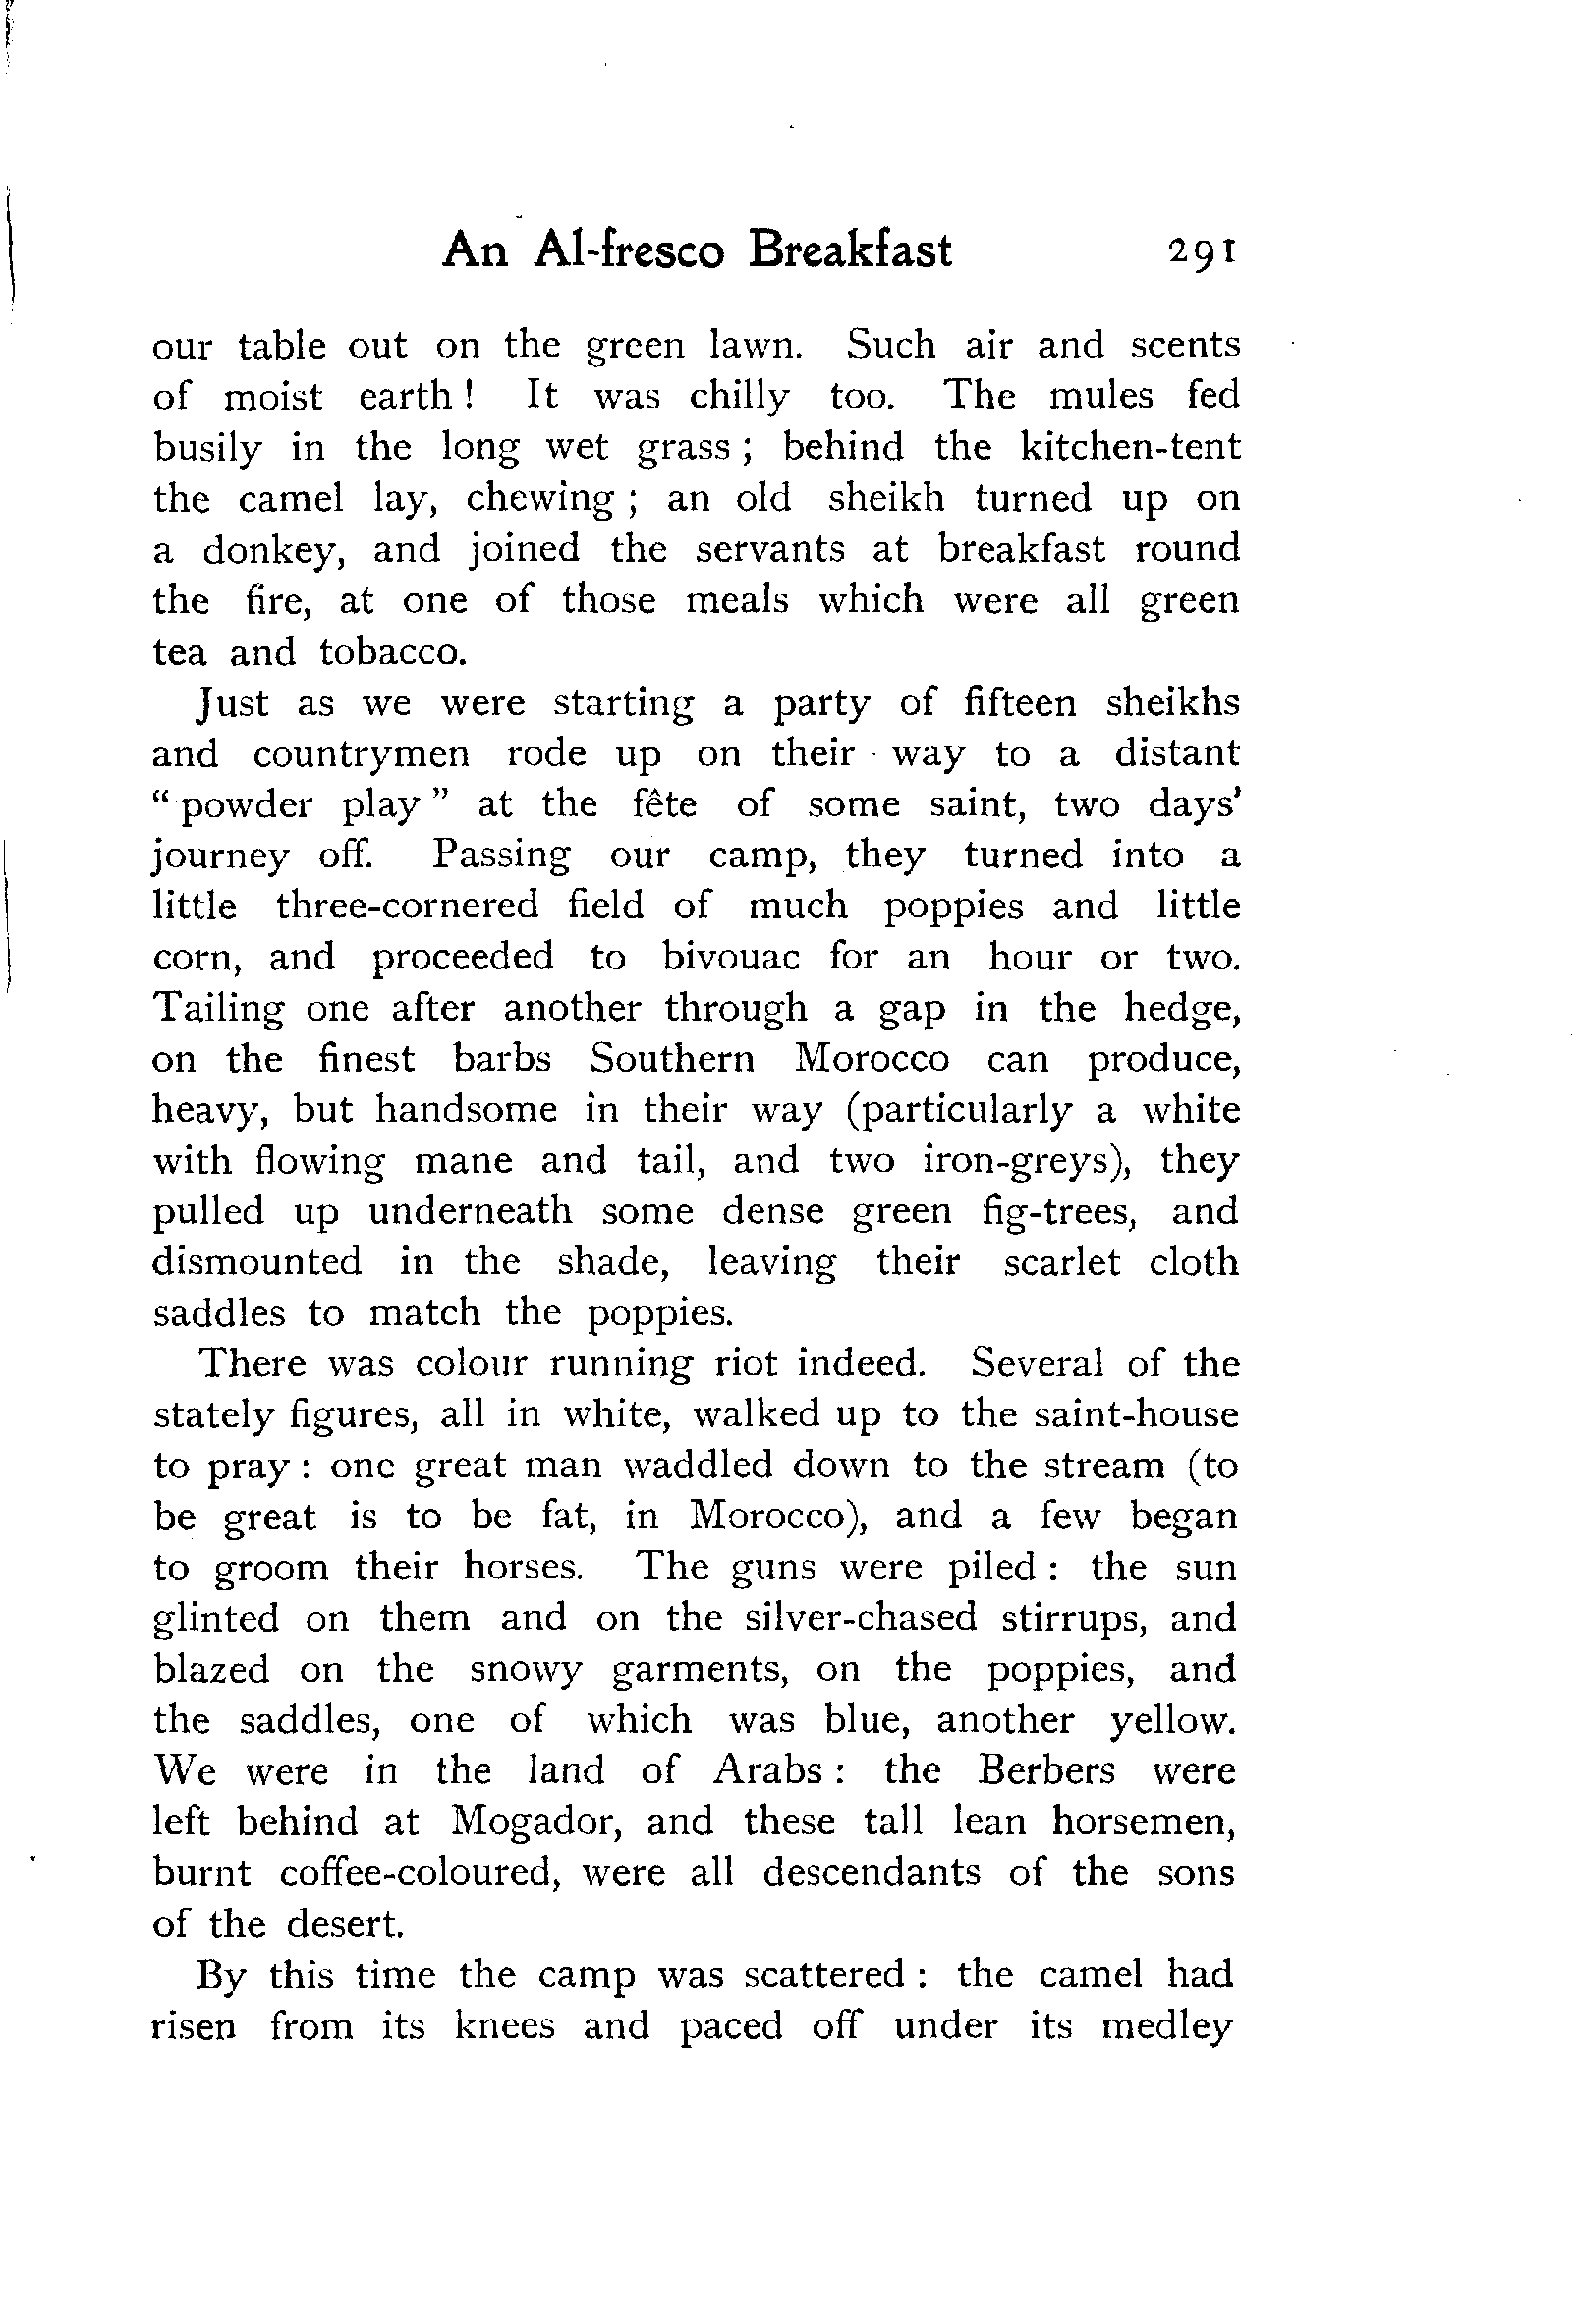 An Al-fresco Breakfast 291
our table out on the green lawn. Such air and scents
of moist earth! It was chilly too. The mules fed
busily in the long wet grass; behind the kitchen-tent
the camel lay, chewing; an old sheikh turned up on
a donkey, and joined the servants at breakfast round
the fire, at one of those meals which were all green
tea and tobacco.
Just as we were starting a party of fifteen sheikhs
and countrymen rode up on their way to a distant
"powder play" at the fête of some saint, two days'
journey off. Passing our camp, they turned into a
little three-cornered field of much poppies and little
corn, and proceeded to bivouac for an hour or two.
Tailing one after another through a gap in the hedge,
on the finest barbs Southern Morocco can produce,
heavy, but handsome in their way (particularly a white
with flowing mane and tail, and two iron-greys), they
pulled up underneath some dense green fig-trees, and
dismounted in the shade, leaving their scarlet cloth
saddles to match the poppies.
There was colour running riot indeed. Several of the
stately figures, all in white, walked up to the saint-house
to pray: one great man waddled down to the stream (to
be great is to be fat, in Morocco), and a few began
to groom their horses. The guns were piled: the sun
glinted on them and on the silver-chased stirrups, and
blazed on the snowy garments, on the poppies, and
the saddles, one of which was blue, another yellow.
We were in the land of Arabs: the Berbers were
left behind at Mogador, and these tall lean horsemen,
burnt coffee-coloured, were all descendants of the sons
of the desert.
By this time the camp was scattered: the camel had
risen from its knees and paced off under its medley